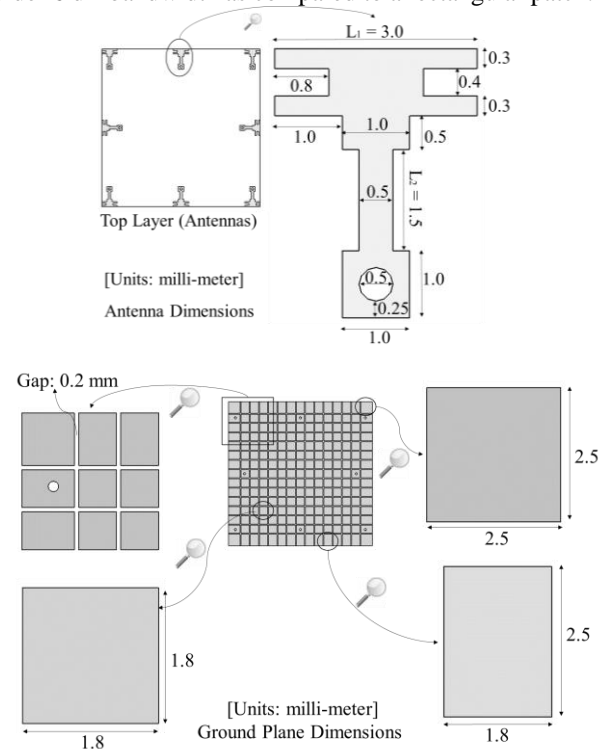 L₁ = 3.0
0.3
0.8
0.4
0.3
1.0
1.0
0.5
0.5
L₂ = 1.5
Top Layer (Antennas)
[Units: milli-meter]
Antenna Dimensions
0.5
1.0
0.25
1.0
Gap: 0.2 mm
2.5
2.5
1.8
1.8
2.5
1.8
[Units: milli-meter]
Ground Plane Dimensions